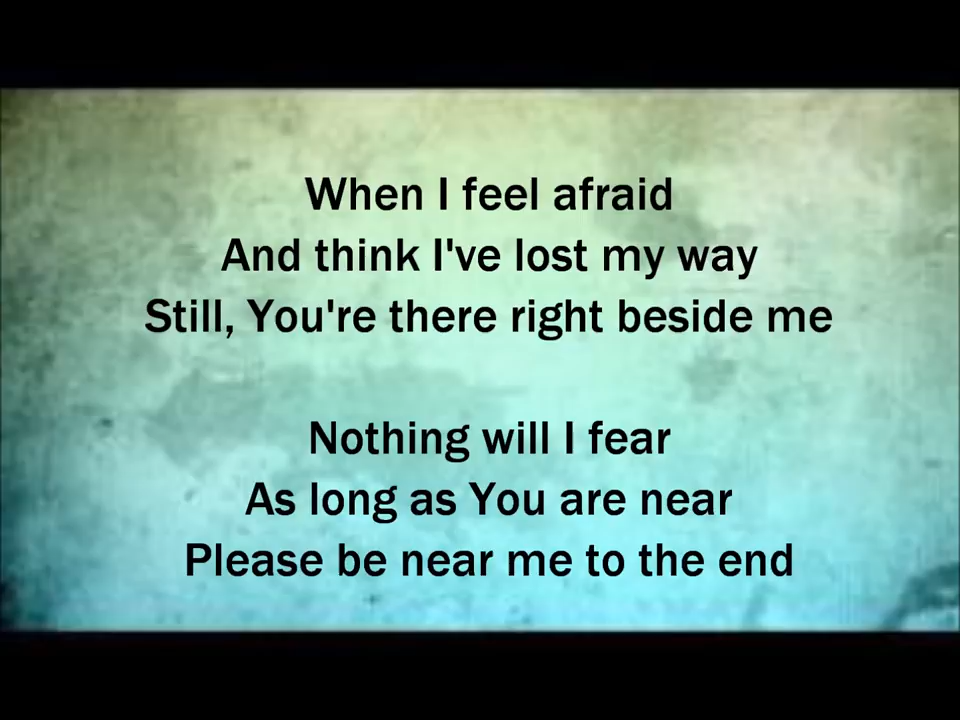 When I feel afraid
And think I've lost my way
Still, You're there right beside me
Nothing will I fear
As long as You are near
Please be near me to the end